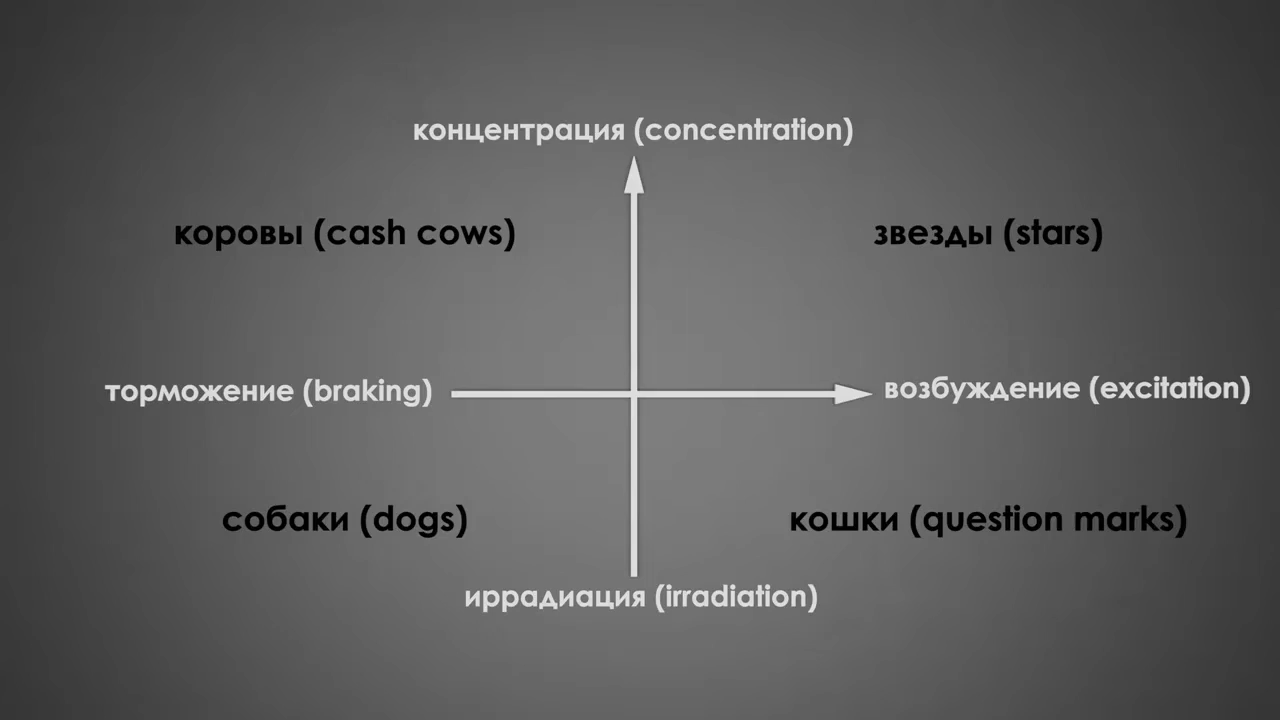 концентрация (concentration)
коровы (cash cows)
звезды (stars)
торможение (braking)
возбуждение (excitation)
собаки (dogs)
кошки (question marks)
иррадиация (irradiation)